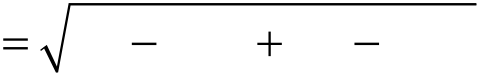 = √ − + −